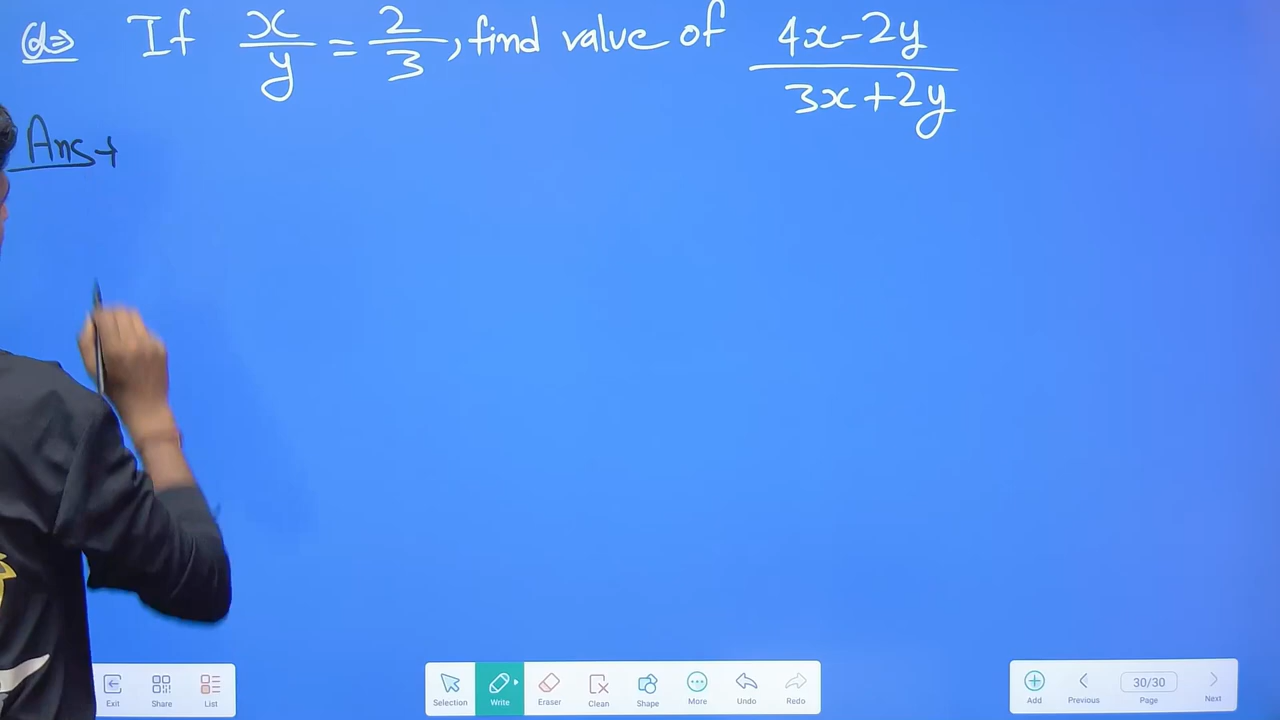 Q⇒ If x/y = 2/3, find value of (4x-2y)/(3x+2y)
Ans→
Exit Share List Selection Write Eraser Clean Shape More Undo Redo Add Previous 30/30 Page Next